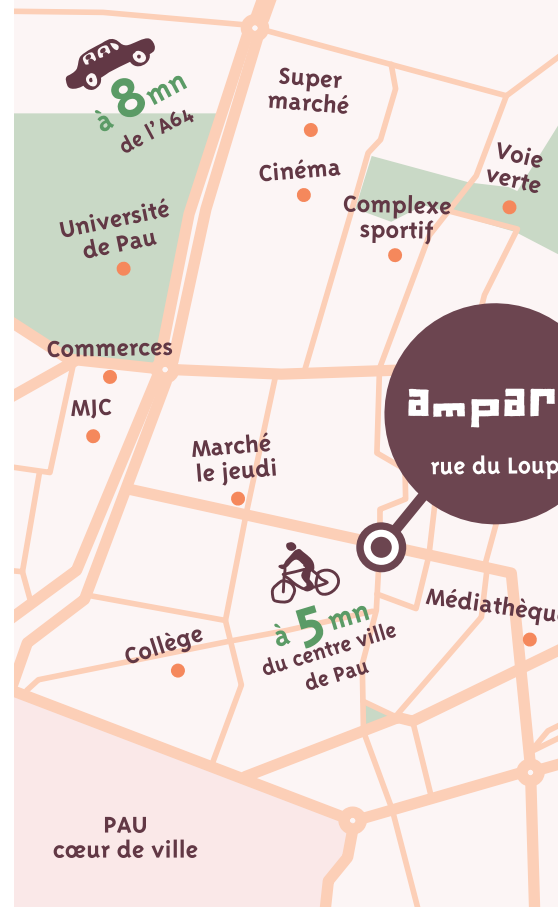 à 8 mn
de l'A64
Super
marché
Cinéma
Voie
verte
Complexe
sportif
Université
de Pau
Commerces
MJC
ampar
rue du Loup
Marché
le jeudi
à 5 mn
du centre ville
de Pau
Médiathèqu
Collège
PAU
cœur de ville